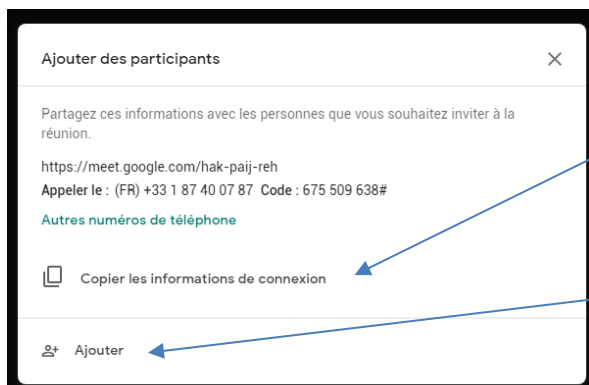 Ajouter des participants
Partagez ces informations avec les personnes que vous souhaitez inviter à la
réunion.
https://meet.google.com/hak-paij-reh
Appeler le : (FR) +33 1 87 40 07 87 Code : 675 509 638#
Autres numéros de téléphone
Copier les informations de connexion
Ajouter